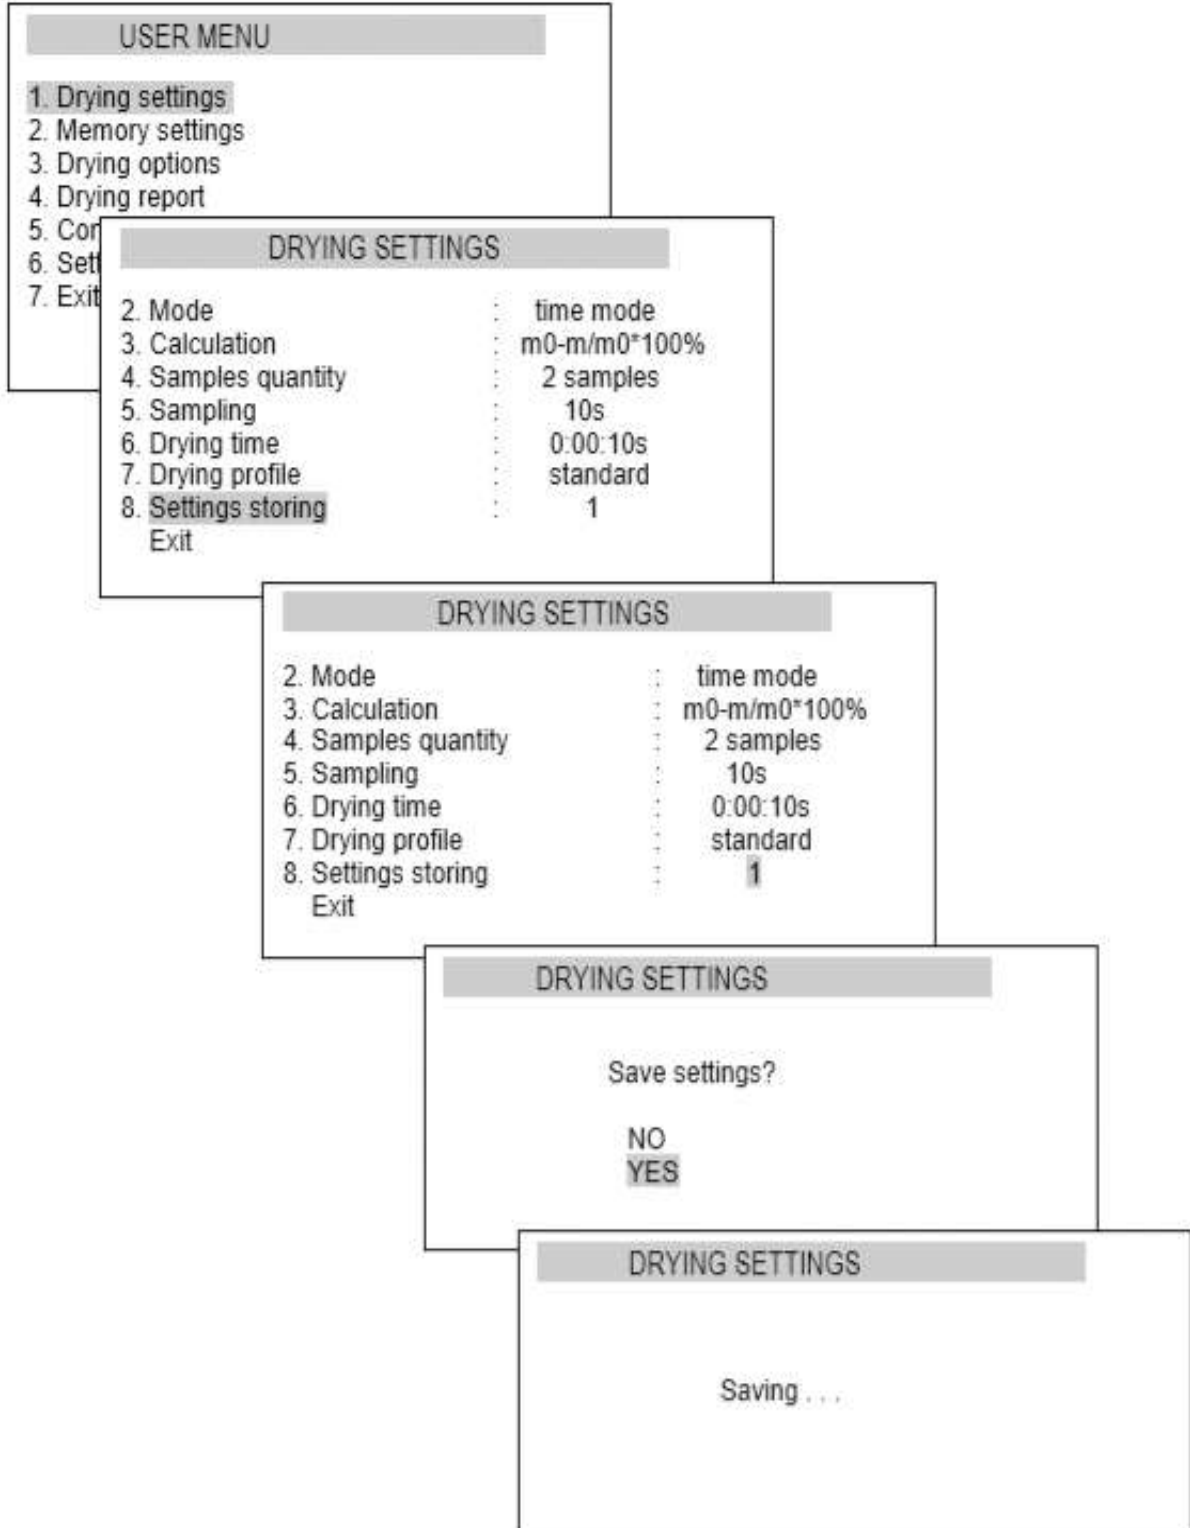 USER MENU
1. Drying settings
2. Memory settings
3. Drying options
4. Drying report
5. Con
6. Sett
7. Exit
DRYING SETTINGS
2. Mode : time mode
3. Calculation : m0-m/m0*100%
4. Samples quantity : 2 samples
5. Sampling : 10s
6. Drying time : 0:00:10s
7. Drying profile : standard
8. Settings storing : 1
Exit
DRYING SETTINGS
2. Mode : time mode
3. Calculation : m0-m/m0*100%
4. Samples quantity : 2 samples
5. Sampling : 10s
6. Drying time : 0:00:10s
7. Drying profile : standard
8. Settings storing : 1
Exit
DRYING SETTINGS
Save settings?
NO
YES
DRYING SETTINGS
Saving . . .